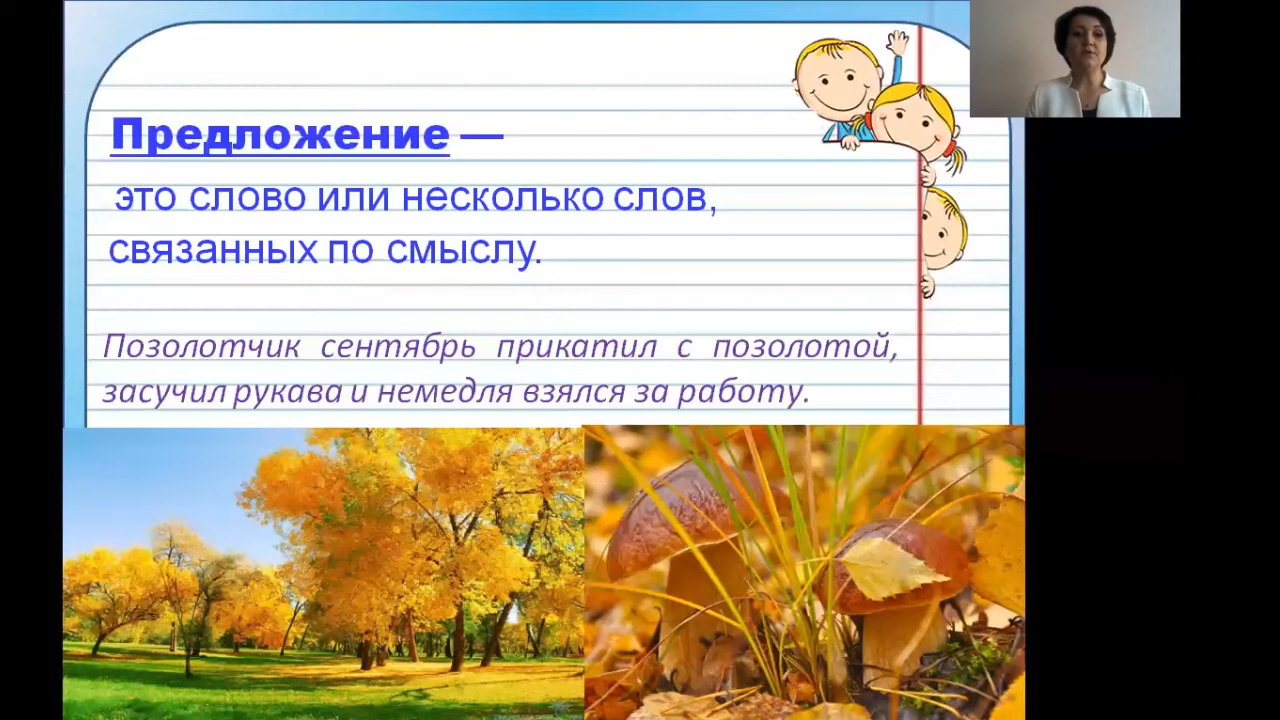 Предложение —
это слово или несколько слов,
связанных по смыслу.
Позолотчик сентябрь прикатил с позолотой,
засучил рукава и немедля взялся за работу.